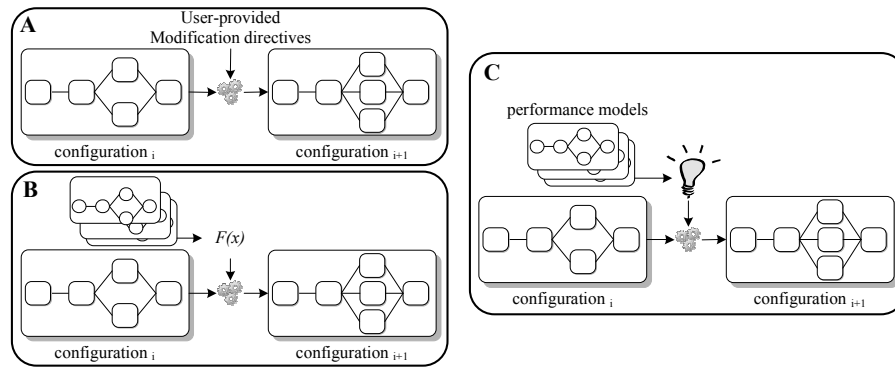 A
User-provided
Modification directives
configuration i
configuration i+1
B
F(x)
configuration i
configuration i+1
C
performance models
configuration i
configuration i+1